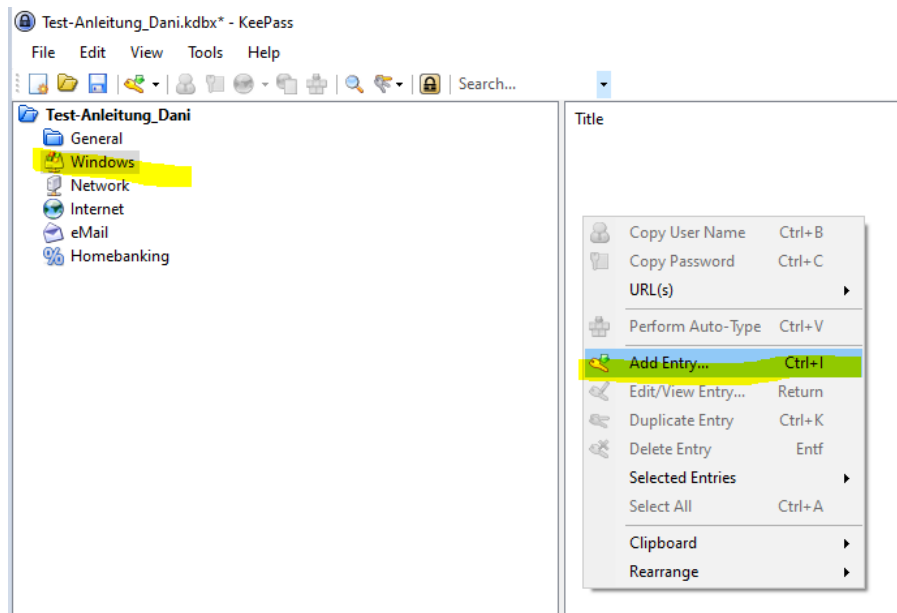 Test-Anleitung_Dani.kdbx* - KeePass
File Edit View Tools Help
Search...
Test-Anleitung_Dani
General
Windows
Network
Internet
eMail
Homebanking
Title
Copy User Name Ctrl+B
Copy Password Ctrl+C
URL(s)
Perform Auto-Type Ctrl+V
Add Entry... Ctrl+I
Edit/View Entry... Return
Duplicate Entry Ctrl+K
Delete Entry Entf
Selected Entries
Select All Ctrl+A
Clipboard
Rearrange